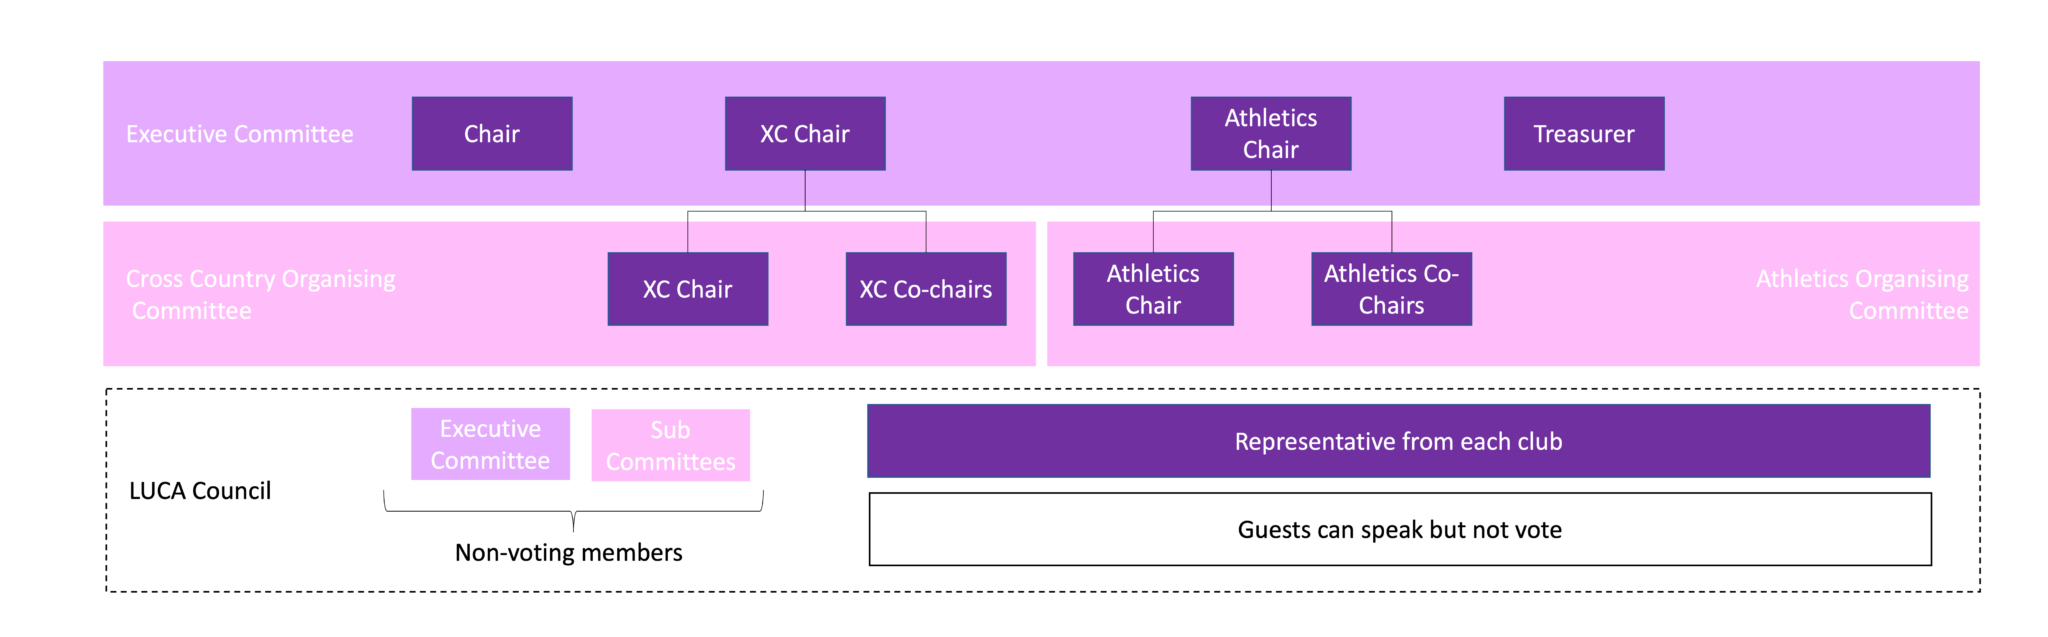 Executive Committee
Chair
XC Chair
Athletics
Chair
Treasurer
Cross Country Organising
Committee
XC Chair
XC Co-chairs
Athletics
Chair
Athletics Co-
Chairs
Athletics Organising
Committee
LUCA Council
Executive
Committee
Sub
Committees
Non-voting members
Representative from each club
Guests can speak but not vote